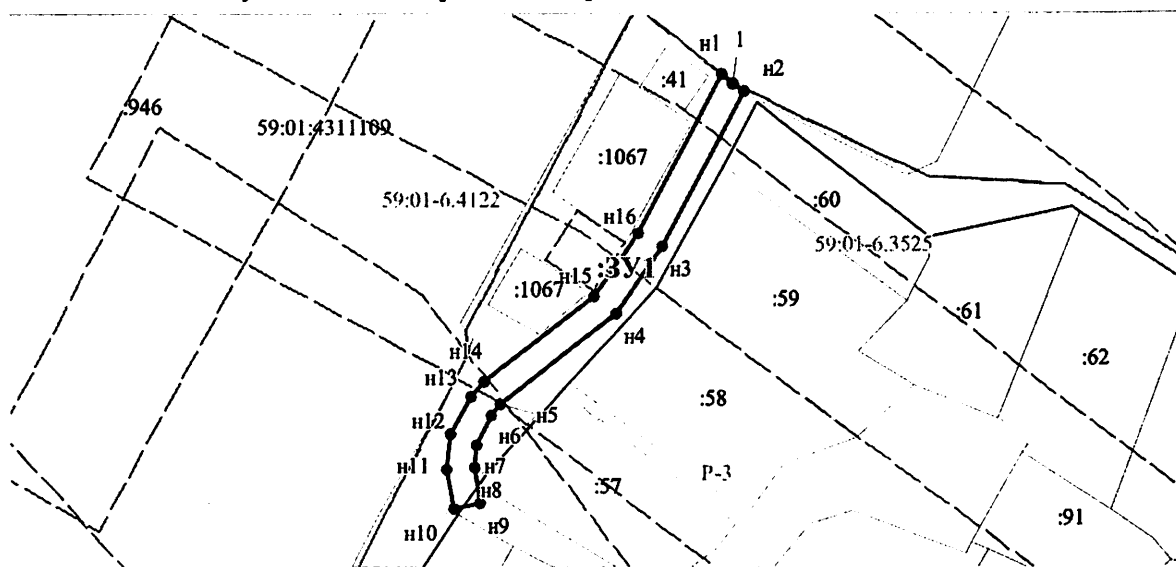 н1
1
н2
:41
:946
59:01:4311109
:1067
59:01-6.4122
:60
н16
59:01-6.3525
:ЗУ1
н3
н15
:1067
:59
:61
н4
н14
:62
н13
:58
н5
н12
н6
н11
н7
Р-3
:57
н8
н10
н9
:91